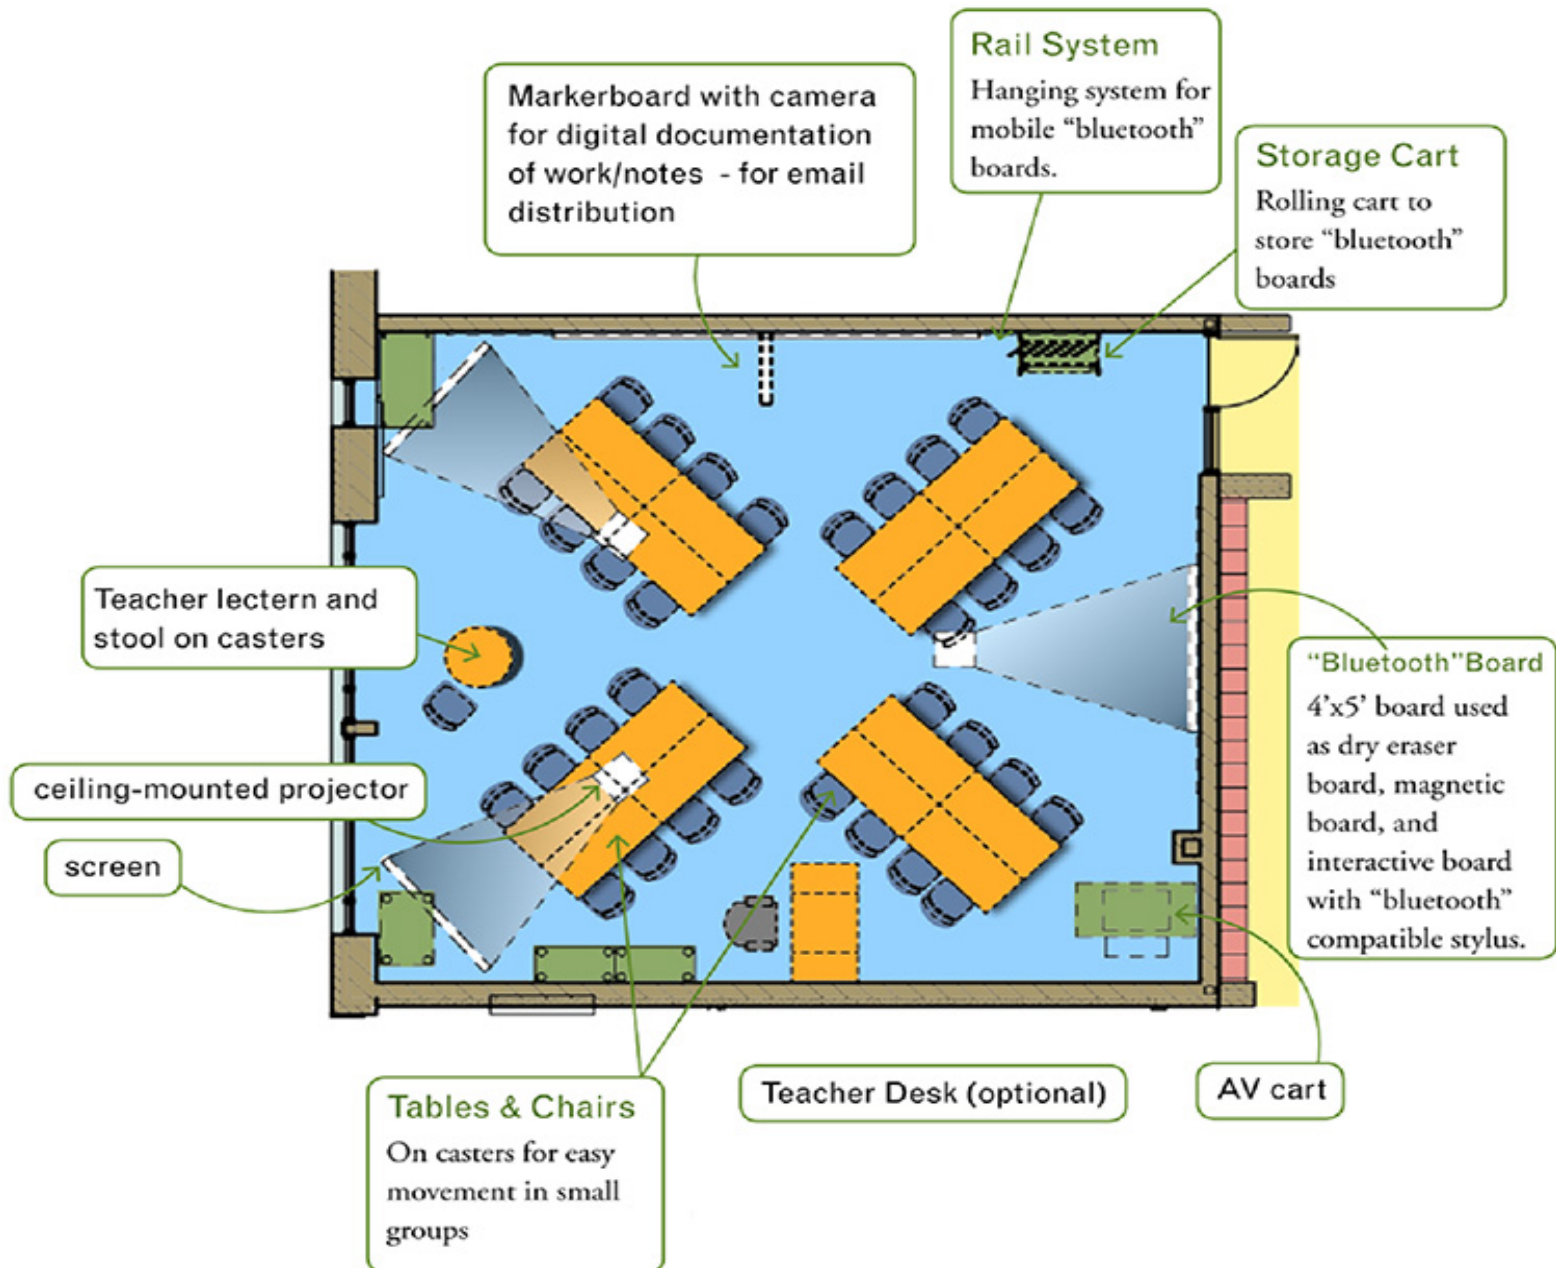 Rail System
Hanging system for
mobile “bluetooth”
boards.
Markerboard with camera
for digital documentation
of work/notes - for email
distribution
Storage Cart
Rolling cart to
store “bluetooth”
boards
Teacher lectern and
stool on casters
ceiling-mounted projector
screen
“Bluetooth”Board
4’x5’ board used
as dry eraser
board, magnetic
board, and
interactive board
with “bluetooth”
compatible stylus.
Tables & Chairs
On casters for easy
movement in small
groups
Teacher Desk (optional)
AV cart